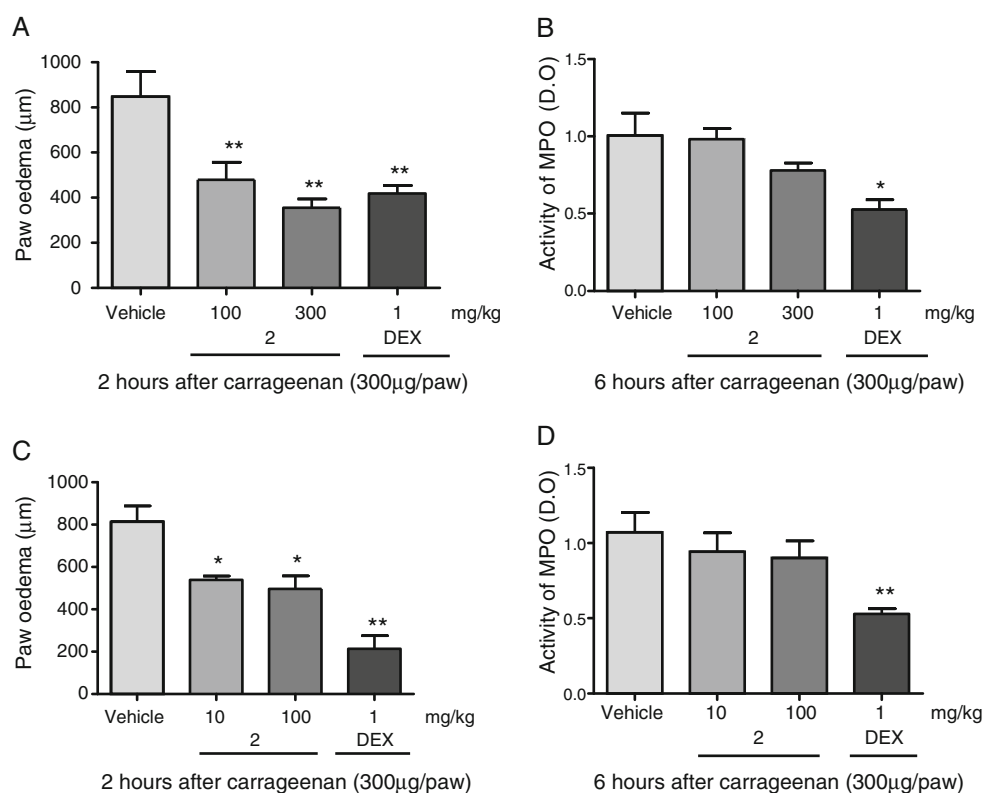 A
Paw oedema (μm)
1000
800
600
400
200
0
**
**
**
Vehicle 100 300 1 mg/kg
2 DEX
2 hours after carrageenan (300μg/paw)
B
Activity of MPO (D.O)
1.5
1.0
0.5
0.0
*
Vehicle 100 300 1 mg/kg
2 DEX
6 hours after carrageenan (300μg/paw)
C
Paw oedema (μm)
1000
800
600
400
200
0
*
*
**
Vehicle 10 100 1 mg/kg
2 DEX
2 hours after carrageenan (300μg/paw)
D
Activity of MPO (D.O)
1.5
1.0
0.5
0.0
**
Vehicle 10 100 1 mg/kg
2 DEX
6 hours after carrageenan (300μg/paw)